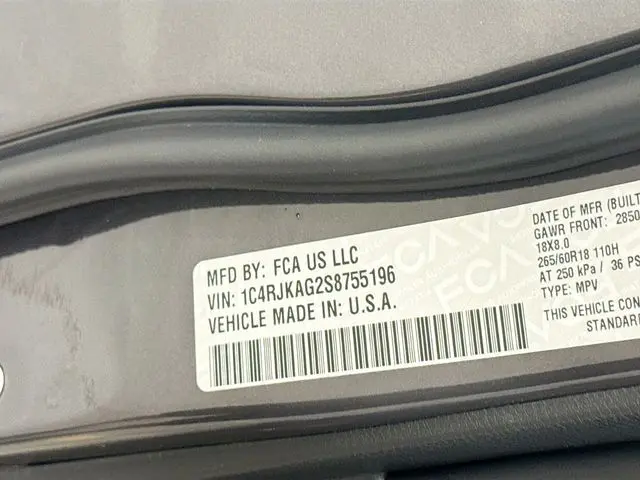 MFD BY: FCA US LLC
VIN: 1C4RJKAG2S8755196
VEHICLE MADE IN: U.S.A.
DATE OF MFR (BUILT
GAWR FRONT: 2850
18X8.0
265/60R18 110H
AT 250 kPa / 36 PS
TYPE: MPV
THIS VEHICLE CON
STANDARD